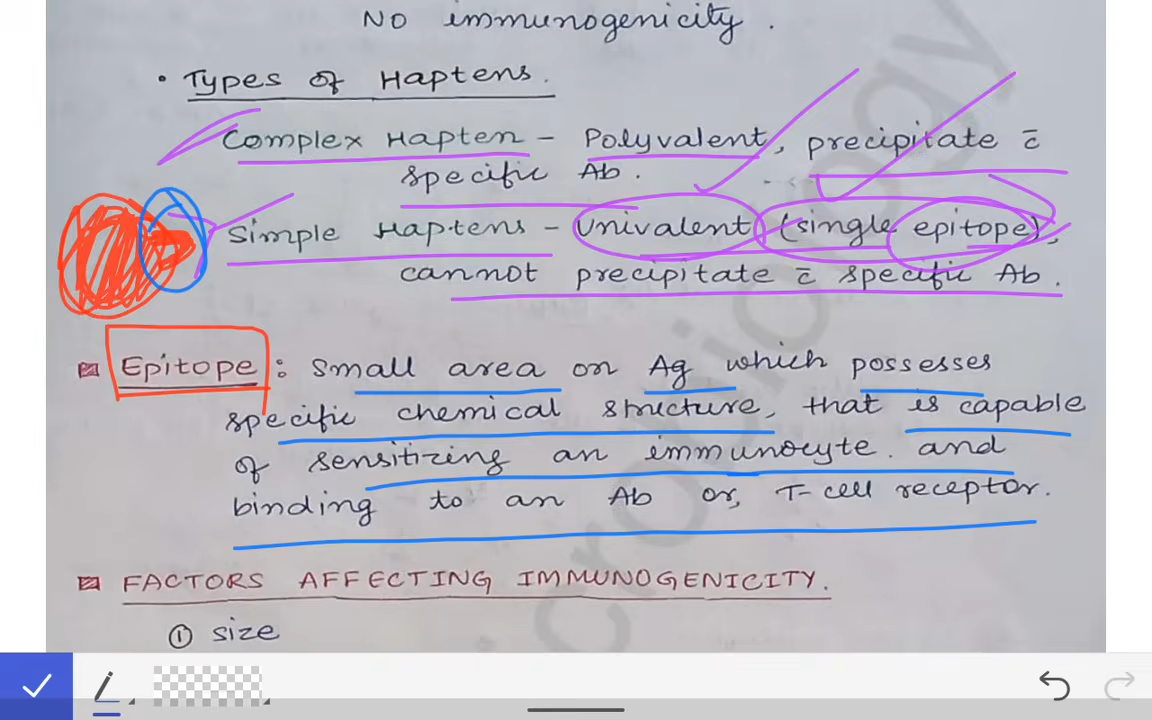 No immunogenicity.
• Types of Haptens.
Complex Hapten - Polyvalent, precipitate c̄
specific Ab.
Simple Haptens - Univalent (single epitope),
cannot precipitate c̄ specific Ab.
Epitope: Small area on Ag which possesses
specific chemical structure, that is capable
of sensitizing an immunocyte. and
binding to an Ab or, T-cell receptor.
FACTORS AFFECTING IMMUNOGENICITY.
① size